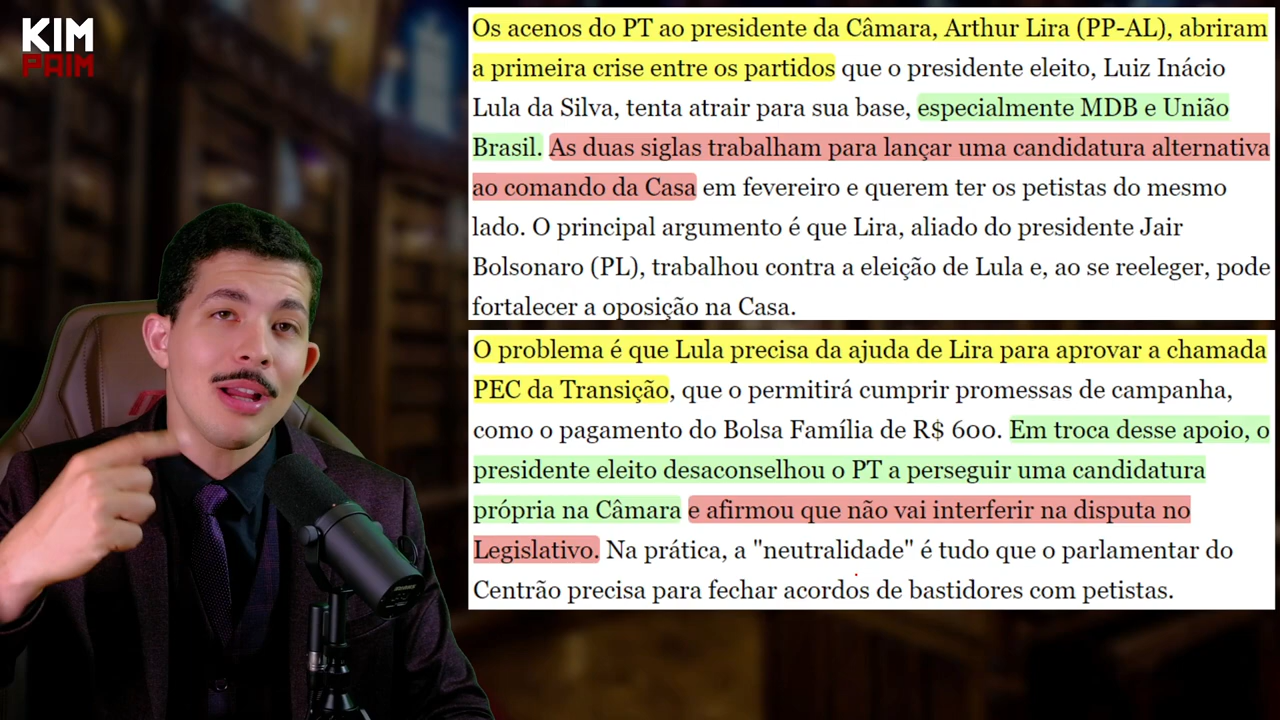 KIM
PAIM
Os acenos do PT ao presidente da Câmara, Arthur Lira (PP-AL), abriram
a primeira crise entre os partidos que o presidente eleito, Luiz Inácio
Lula da Silva, tenta atrair para sua base, especialmente MDB e União
Brasil. As duas siglas trabalham para lançar uma candidatura alternativa
ao comando da Casa em fevereiro e querem ter os petistas do mesmo
lado. O principal argumento é que Lira, aliado do presidente Jair
Bolsonaro (PL), trabalhou contra a eleição de Lula e, ao se reeleger, pode
fortalecer a oposição na Casa.
O problema é que Lula precisa da ajuda de Lira para aprovar a chamada
PEC da Transição, que o permitirá cumprir promessas de campanha,
como o pagamento do Bolsa Família de R$ 600. Em troca desse apoio, o
presidente eleito desaconselhou o PT a perseguir uma candidatura
própria na Câmara e afirmou que não vai interferir na disputa no
Legislativo. Na prática, a "neutralidade" é tudo que o parlamentar do
Centrão precisa para fechar acordos de bastidores com petistas.